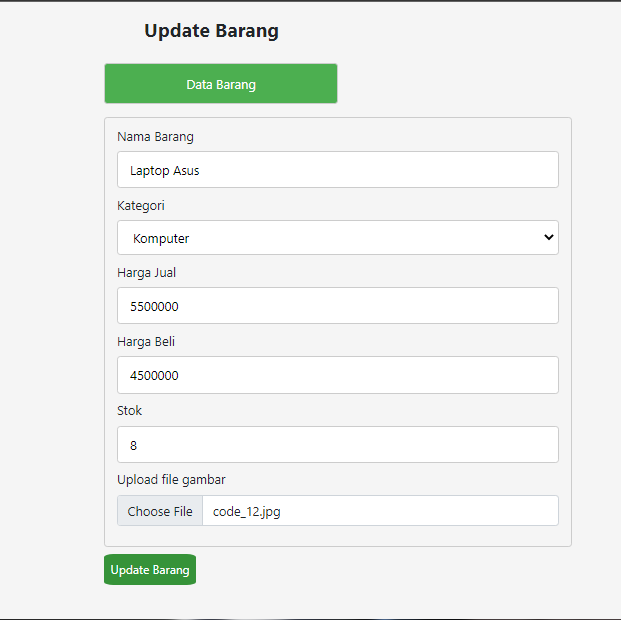 Update Barang
Data Barang
Nama Barang
Laptop Asus
Kategori
Komputer
Harga Jual
5500000
Harga Beli
4500000
Stok
8
Upload file gambar
Choose File code_12.jpg
Update Barang